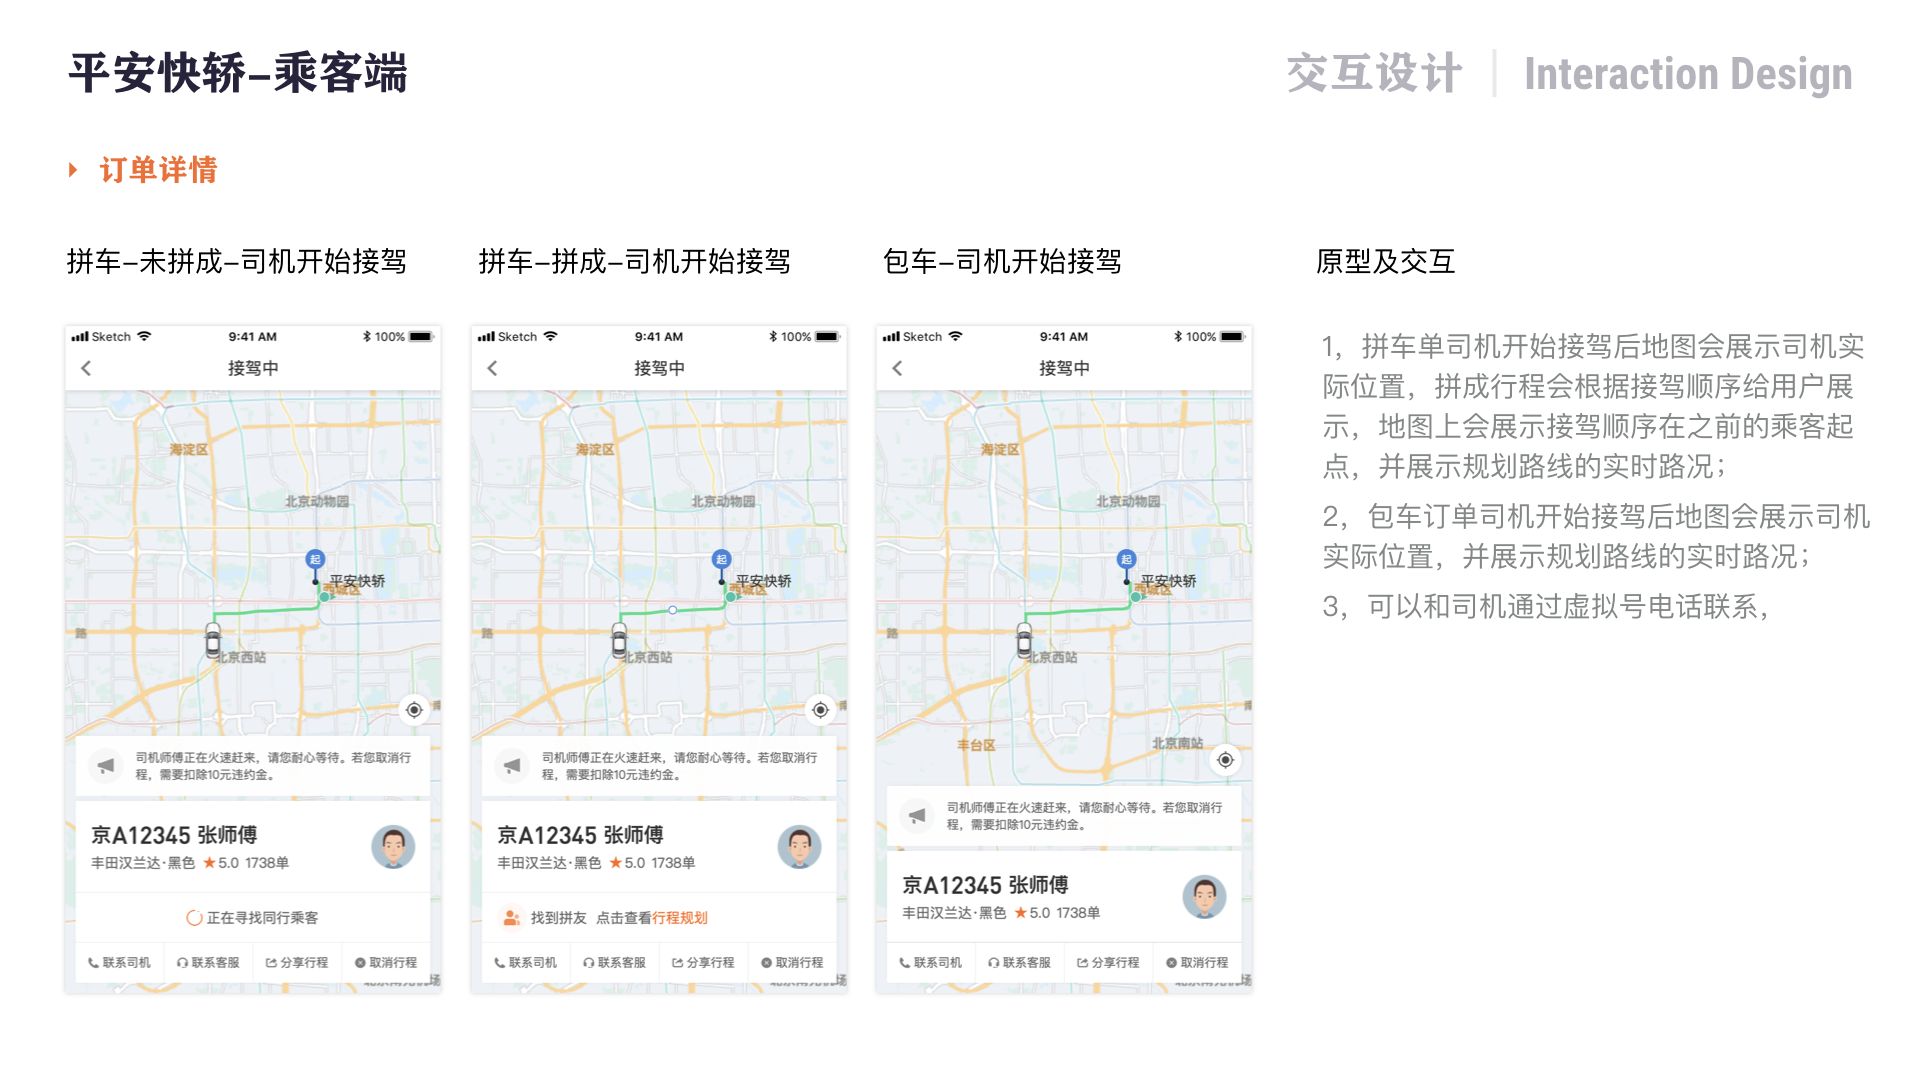 平安快轿–乘客端
交互设计 | Interaction Design
订单详情
拼车–未拼成–司机开始接驾
拼车–拼成–司机开始接驾
包车–司机开始接驾
原型及交互
Sketch 9:41 AM 100%
接驾中
海淀区
北京动物园
起
平安快轿
西城区
路
北京西站
南
司机师傅正在火速赶来，请您耐心等待。若您取消行
程，需要扣除10元违约金。
京A12345 张师傅
丰田汉兰达·黑色 ★5.0 1738单
正在寻找同行乘客
联系司机 联系客服 分享行程 取消行程
Sketch 9:41 AM 100%
接驾中
海淀区
北京动物园
起
平安快轿
西城区
路
北京西站
南
司机师傅正在火速赶来，请您耐心等待。若您取消行
程，需要扣除10元违约金。
京A12345 张师傅
丰田汉兰达·黑色 ★5.0 1738单
找到拼友 点击查看行程规划
联系司机 联系客服 分享行程 取消行程
Sketch 9:41 AM 100%
接驾中
海淀区
北京动物园
起
平安快轿
西城区
路
北京西站
南
丰台区
北京南站
司机师傅正在火速赶来，请您耐心等待。若您取消行
程，需要扣除10元违约金。
京A12345 张师傅
丰田汉兰达·黑色 ★5.0 1738单
联系司机 联系客服 分享行程 取消行程
1，拼车单司机开始接驾后地图会展示司机实
际位置，拼成行程会根据接驾顺序给用户展
示，地图上会展示接驾顺序在之前的乘客起
点，并展示规划路线的实时路况；
2，包车订单司机开始接驾后地图会展示司机
实际位置，并展示规划路线的实时路况；
3，可以和司机通过虚拟号电话联系，